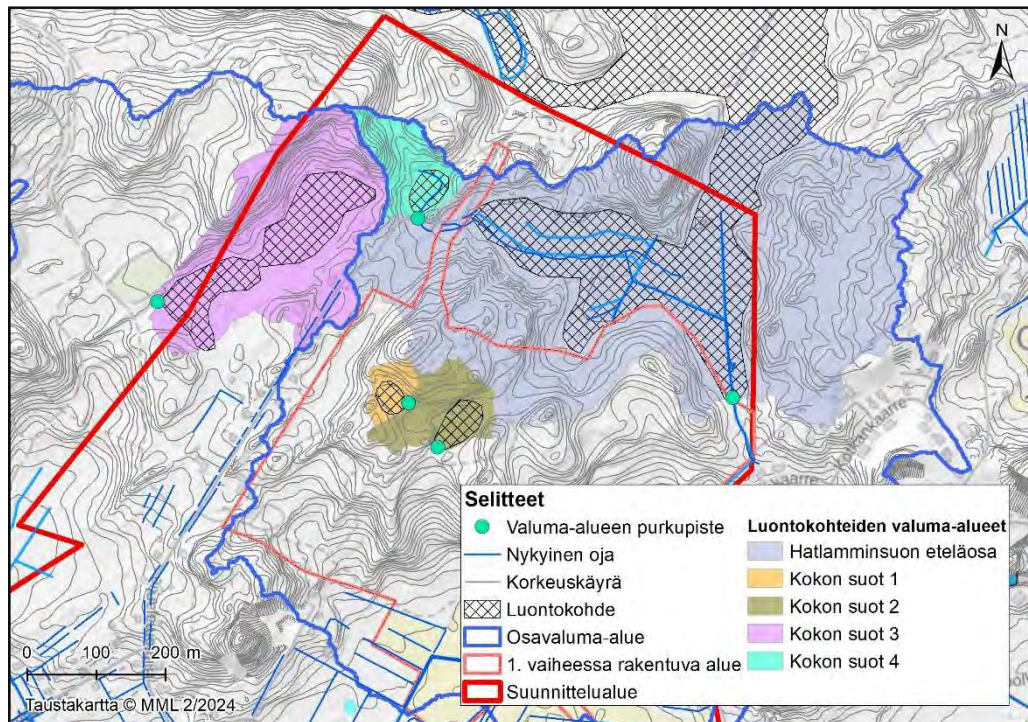 N
Kokankaarre
Selitteet
Valuma-alueen purkupiste
Nykyinen oja
Korkeuskäyrä
Luontokohde
Osavaluma-alue
1. vaiheessa rakentuva alue
Suunnittelualue
Luontokohteiden valuma-alueet
Hatlamminsuon eteläosa
Kokon suot 1
Kokon suot 2
Kokon suot 3
Kokon suot 4
0 100 200 m
Taustakartta © MML 2/2024